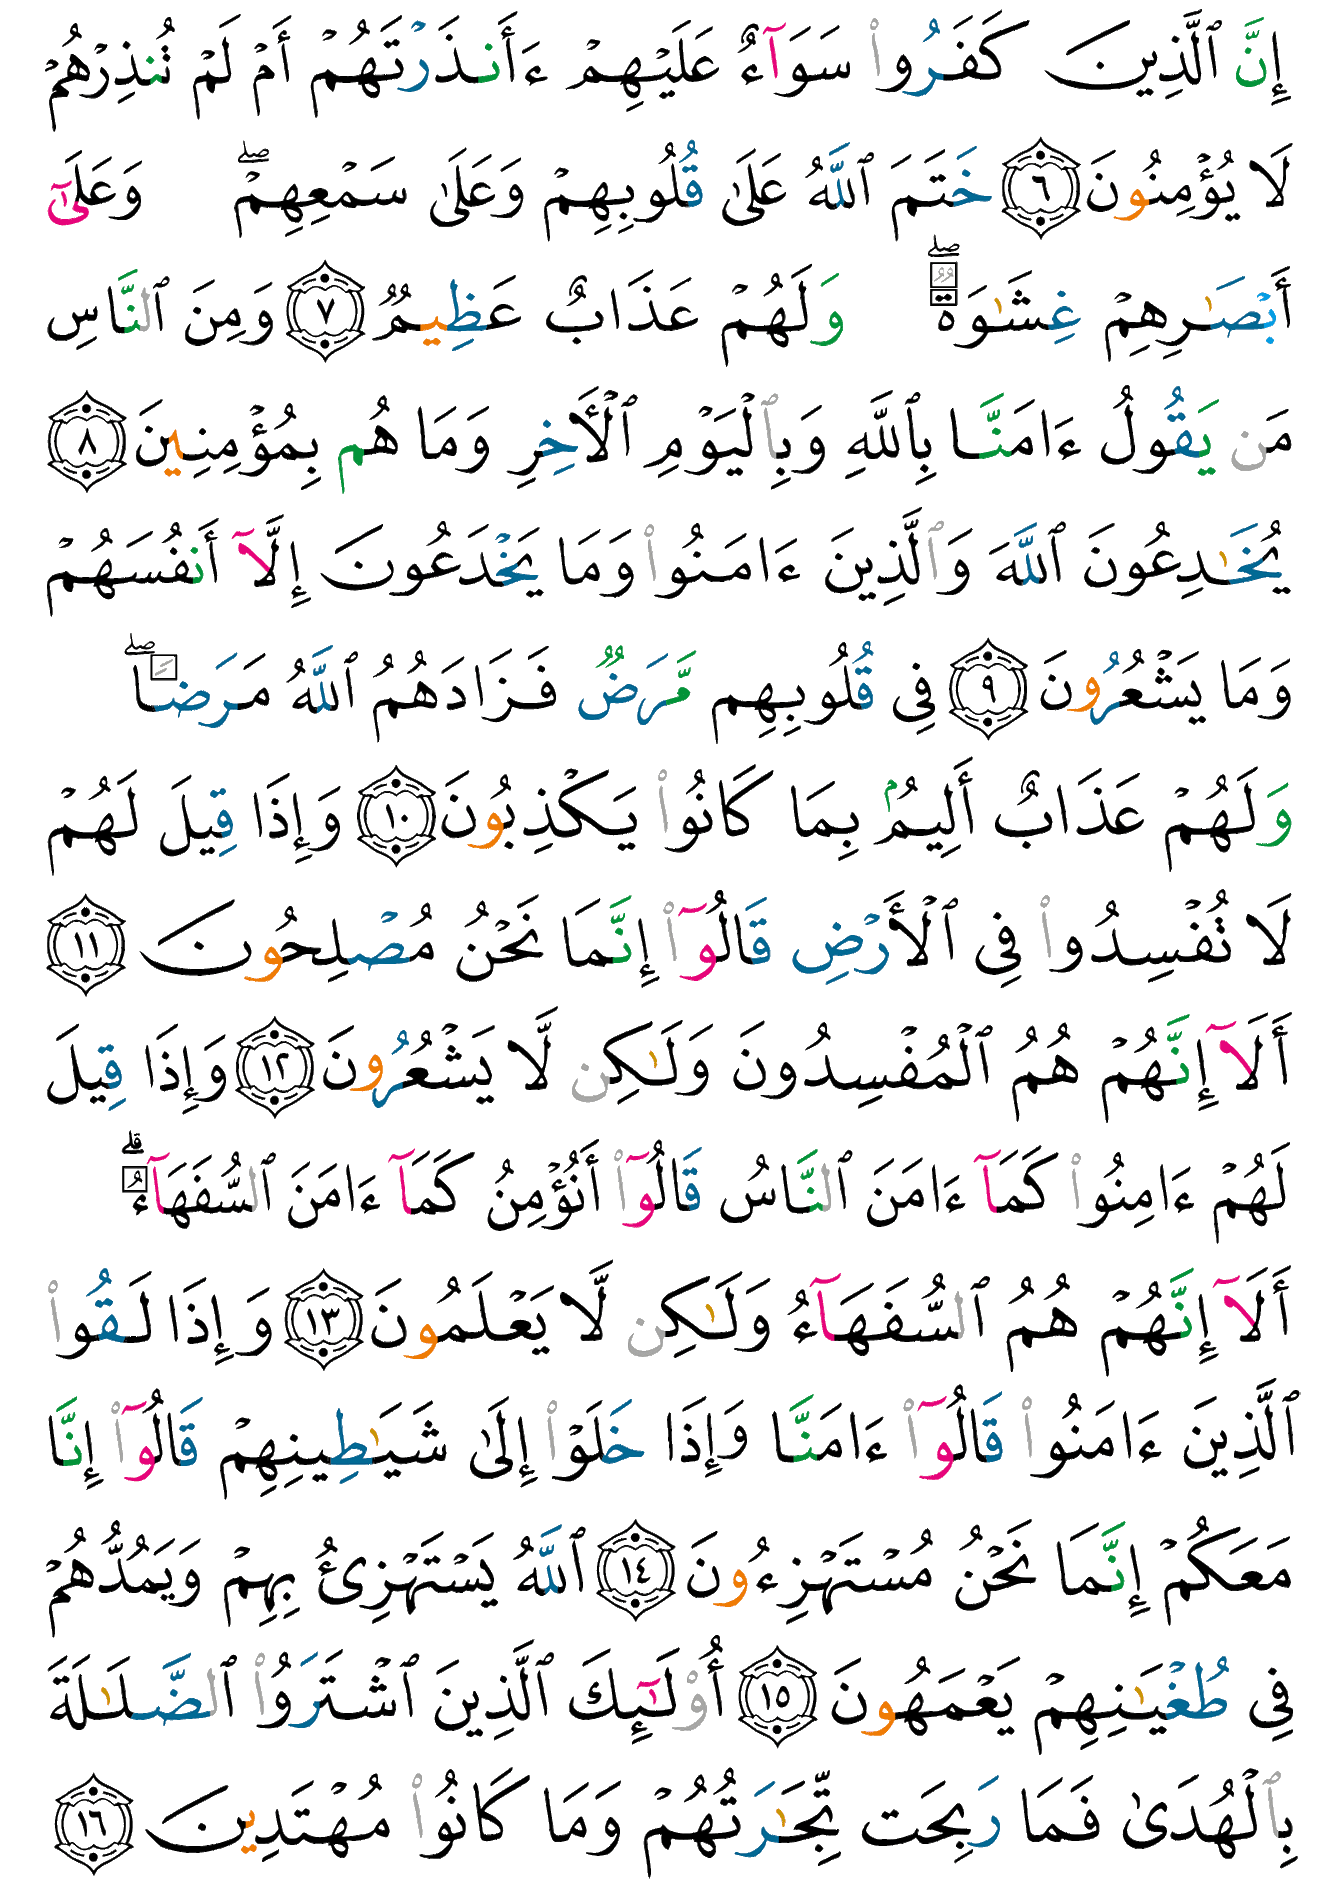 إِنَّ ٱلَّذِينَ كَفَرُوا۟ سَوَآءٌ عَلَيْهِمْ ءَأَنذَرْتَهُمْ أَمْ لَمْ تُنذِرْهُمْ
لَا يُؤْمِنُونَ ٦ خَتَمَ ٱللَّهُ عَلَىٰ قُلُوبِهِمْ وَعَلَىٰ سَمْعِهِمْ ۖ وَعَلَىٰٓ
أَبْصَـٰرِهِمْ غِشَـٰوَةٌ ۖ وَلَهُمْ عَذَابٌ عَظِيمٌ ٧ وَمِنَ ٱلنَّاسِ
مَن يَقُولُ ءَامَنَّا بِٱللَّهِ وَبِٱلْيَوْمِ ٱلْأَخِرِ وَمَا هُم بِمُؤْمِنِينَ ٨
يُخَـٰدِعُونَ ٱللَّهَ وَٱلَّذِينَ ءَامَنُوا۟ وَمَا يَخْدَعُونَ إِلَّآ أَنفُسَهُمْ
وَمَا يَشْعُرُونَ ٩ فِى قُلُوبِهِم مَّرَضٌ فَزَادَهُمُ ٱللَّهُ مَرَضًا ۖ
وَلَهُمْ عَذَابٌ أَلِيمٌۢ بِمَا كَانُوا۟ يَكْذِبُونَ ١٠ وَإِذَا قِيلَ لَهُمْ
لَا تُفْسِدُوا۟ فِى ٱلْأَرْضِ قَالُوٓا۟ إِنَّمَا نَحْنُ مُصْلِحُونَ ١١
أَلَآ إِنَّهُمْ هُمُ ٱلْمُفْسِدُونَ وَلَـٰكِن لَّا يَشْعُرُونَ ١٢ وَإِذَا قِيلَ
لَهُمْ ءَامِنُوا۟ كَمَآ ءَامَنَ ٱلنَّاسُ قَالُوٓا۟ أَنُؤْمِنُ كَمَآ ءَامَنَ ٱلسُّفَهَآءُ ۗ
أَلَآ إِنَّهُمْ هُمُ ٱلسُّفَهَآءُ وَلَـٰكِن لَّا يَعْلَمُونَ ١٣ وَإِذَا لَقُوا۟
ٱلَّذِينَ ءَامَنُوا۟ قَالُوٓا۟ ءَامَنَّا وَإِذَا خَلَوْا۟ إِلَىٰ شَيَـٰطِينِهِمْ قَالُوٓا۟ إِنَّا
مَعَكُمْ إِنَّمَا نَحْنُ مُسْتَهْزِءُونَ ١٤ ٱللَّهُ يَسْتَهْزِئُ بِهِمْ وَيَمُدُّهُمْ
فِى طُغْيَـٰنِهِمْ يَعْمَهُونَ ١٥ أُو۟لَـٰٓئِكَ ٱلَّذِينَ ٱشْتَرَوُا۟ ٱلضَّلَـٰلَةَ
بِٱلْهُدَىٰ فَمَا رَبِحَت تِّجَـٰرَتُهُمْ وَمَا كَانُوا۟ مُهْتَدِينَ ١٦